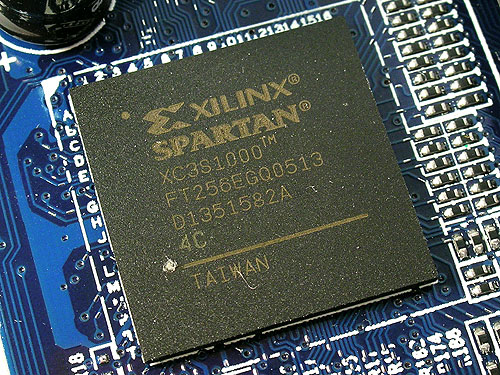 XILINX®
SPARTAN®
XC3S1000™
FT256EGQ0513
D1351582A
4C
TAIWAN